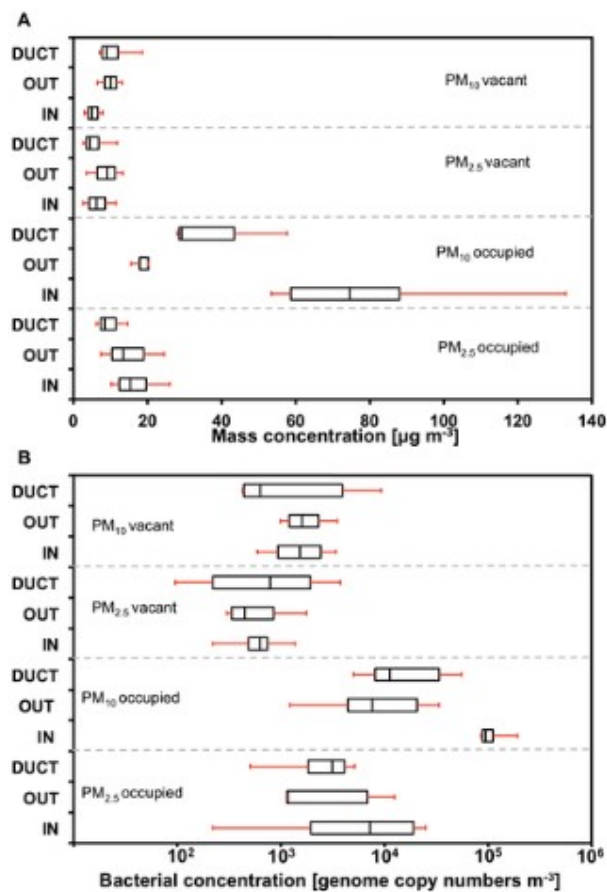 A
DUCT
OUT PM10 vacant
IN
DUCT
OUT PM2.5 vacant
IN
DUCT
OUT PM10 occupied
IN
DUCT
OUT PM2.5 occupied
IN
0 20 40 60 80 100 120 140
Mass concentration [µg m-3]
B
DUCT
OUT PM10 vacant
IN
DUCT
OUT PM2.5 vacant
IN
DUCT
PM10 occupied
OUT
IN
DUCT
OUT PM2.5 occupied
IN
10² 10³ 10⁴ 10⁵ 10⁶
Bacterial concentration [genome copy numbers m-3]